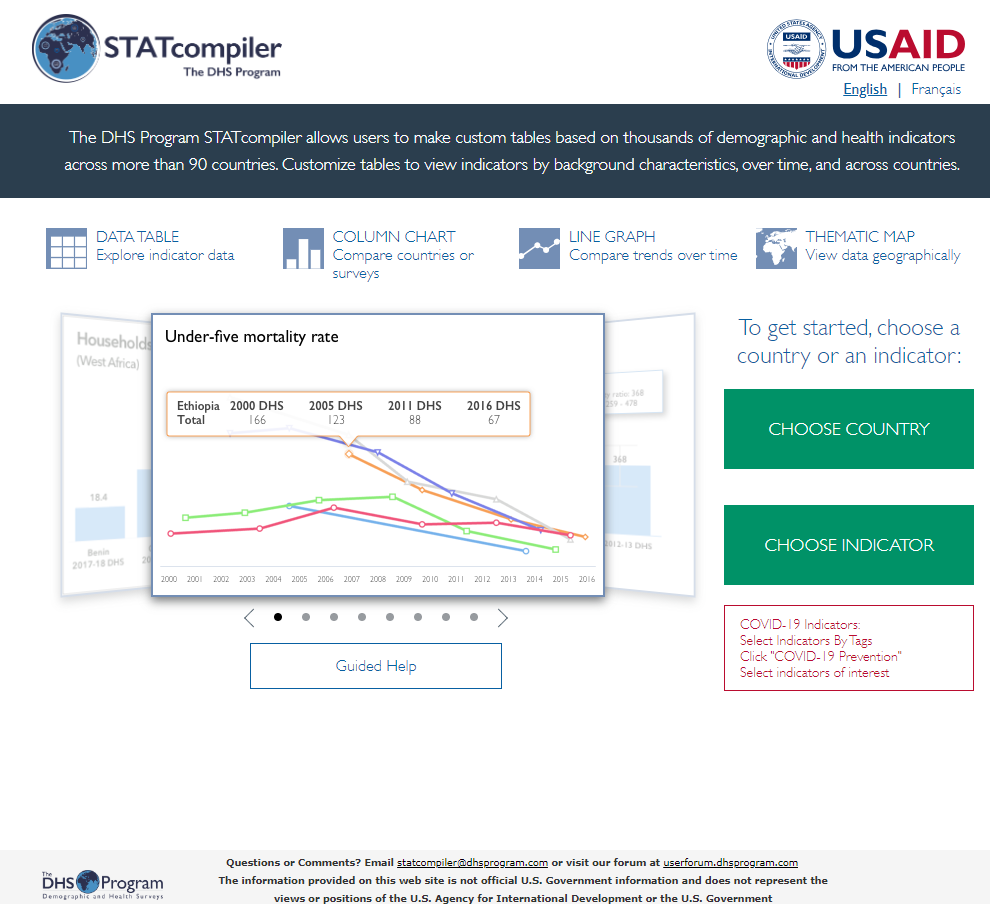 STATcompiler
The DHS Program
UNITED STATES AGENCY
USAID
INTERNATIONAL DEVELOPMENT
USAID
FROM THE AMERICAN PEOPLE
English | Français
The DHS Program STATcompiler allows users to make custom tables based on thousands of demographic and health indicators
across more than 90 countries. Customize tables to view indicators by background characteristics, over time, and across countries.
DATA TABLE
Explore indicator data
COLUMN CHART
Compare countries or
surveys
LINE GRAPH
Compare trends over time
THEMATIC MAP
View data geographically
Households
(West Africa)
18.4
Benin
2017-18 DHS
Under-five mortality rate
Ethiopia 2000 DHS 2005 DHS 2011 DHS 2016 DHS
Total 166 123 88 67
2000 2001 2002 2003 2004 2005 2006 2007 2008 2009 2010 2011 2012 2013 2014 2015 2016
ratio: 368
259 - 478
368
2012-13 DHS
Guided Help
To get started, choose a
country or an indicator:
CHOOSE COUNTRY
CHOOSE INDICATOR
COVID-19 Indicators:
Select Indicators By Tags
Click "COVID-19 Prevention"
Select indicators of interest
The
DHS Program
Demographic and Health Surveys
Questions or Comments? Email statcompiler@dhsprogram.com or visit our forum at userforum.dhsprogram.com
The information provided on this web site is not official U.S. Government information and does not represent the
views or positions of the U.S. Agency for International Development or the U.S. Government